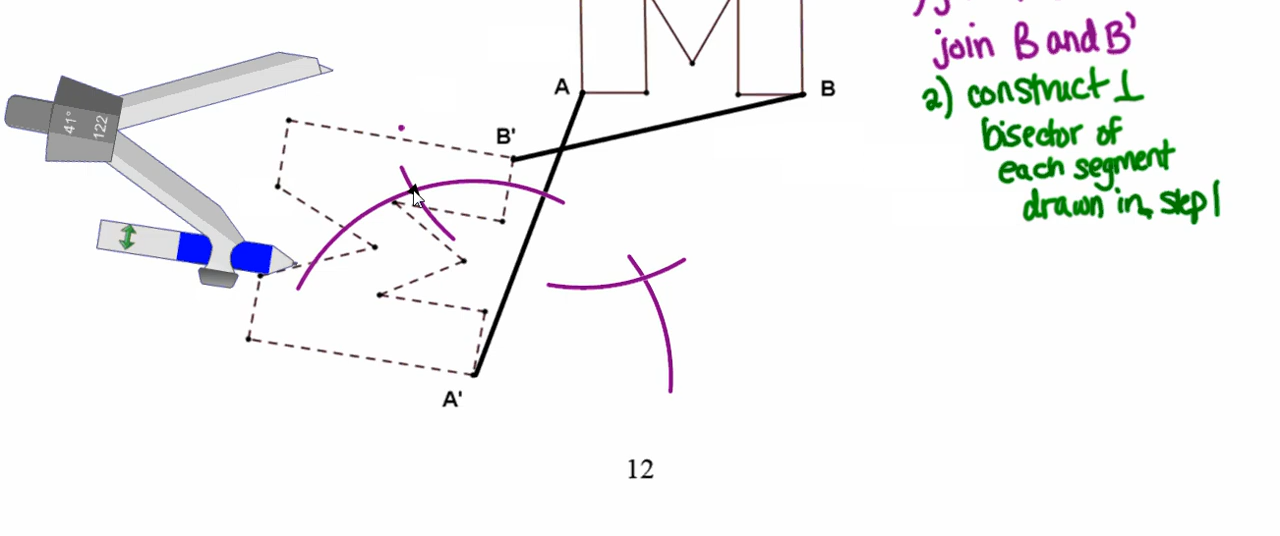 join B and B'
2) construct ⊥
bisector of
each segment
drawn in step 1
A
B
B'
A'
41°
122
12